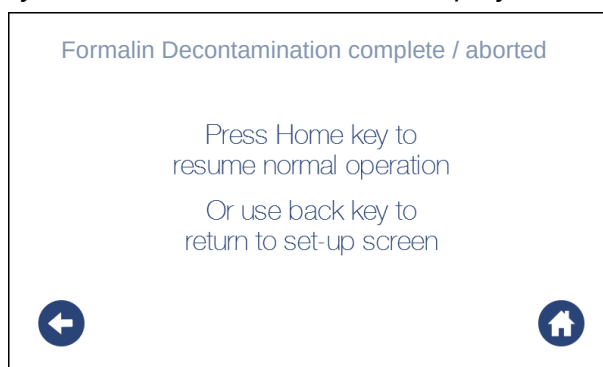 Formalin Decontamination complete / aborted
Press Home key to
resume normal operation
Or use back key to
return to set-up screen